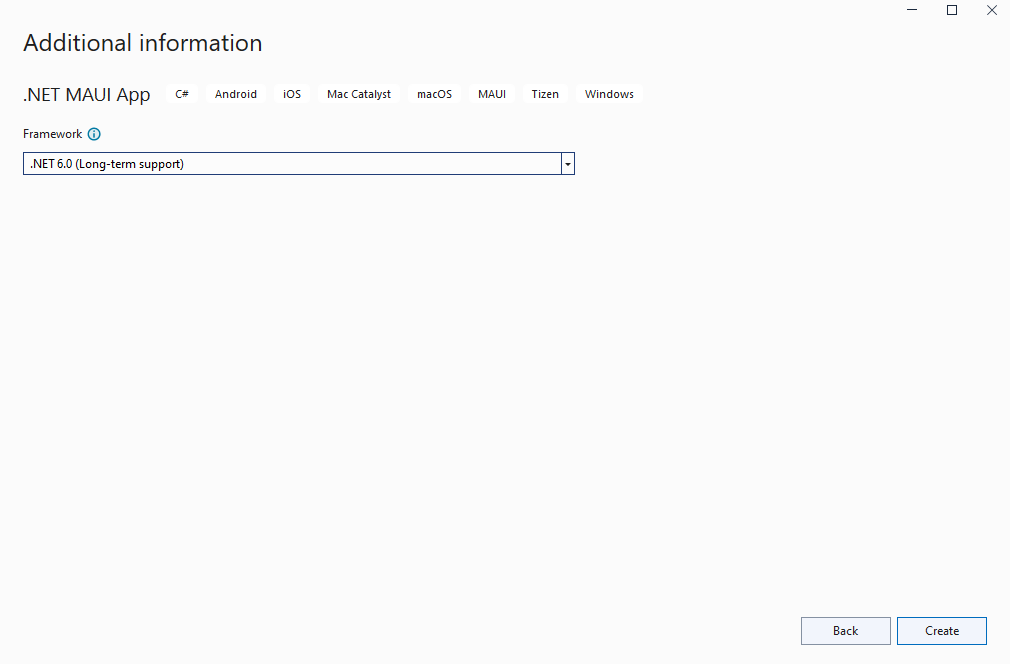 Additional information
.NET MAUI App C# Android iOS Mac Catalyst macOS MAUI Tizen Windows
Framework
.NET 6.0 (Long-term support)
Back Create